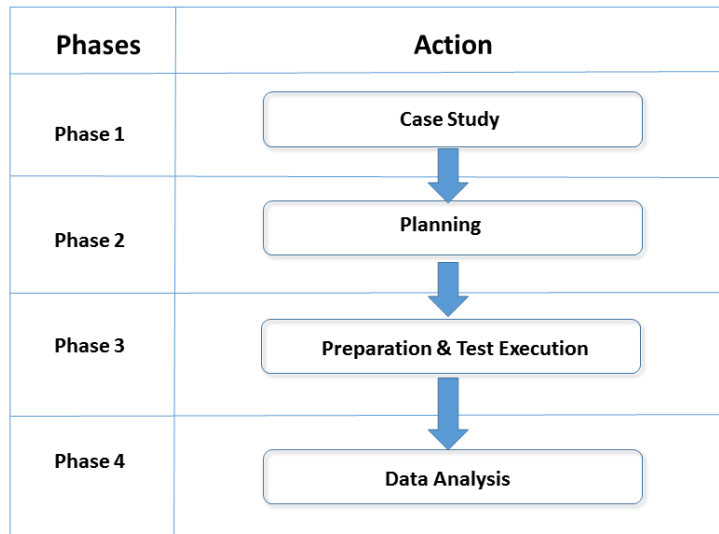 Phases
Action
Phase 1
Case Study
Phase 2
Planning
Phase 3
Preparation & Test Execution
Phase 4
Data Analysis